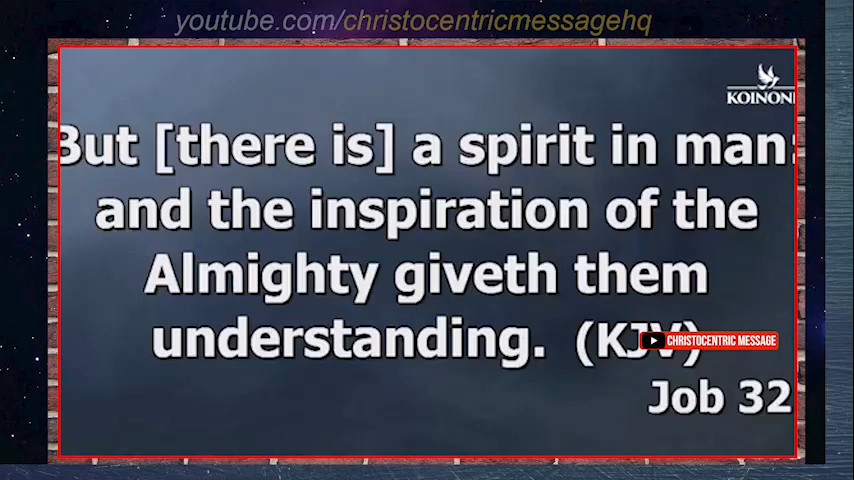 youtube.com/christocentricmessagehq
KOINONI
But [there is] a spirit in man:
and the inspiration of the
Almighty giveth them
understanding. (KJV)
CHRISTOCENTRIC MESSAGE
Job 32